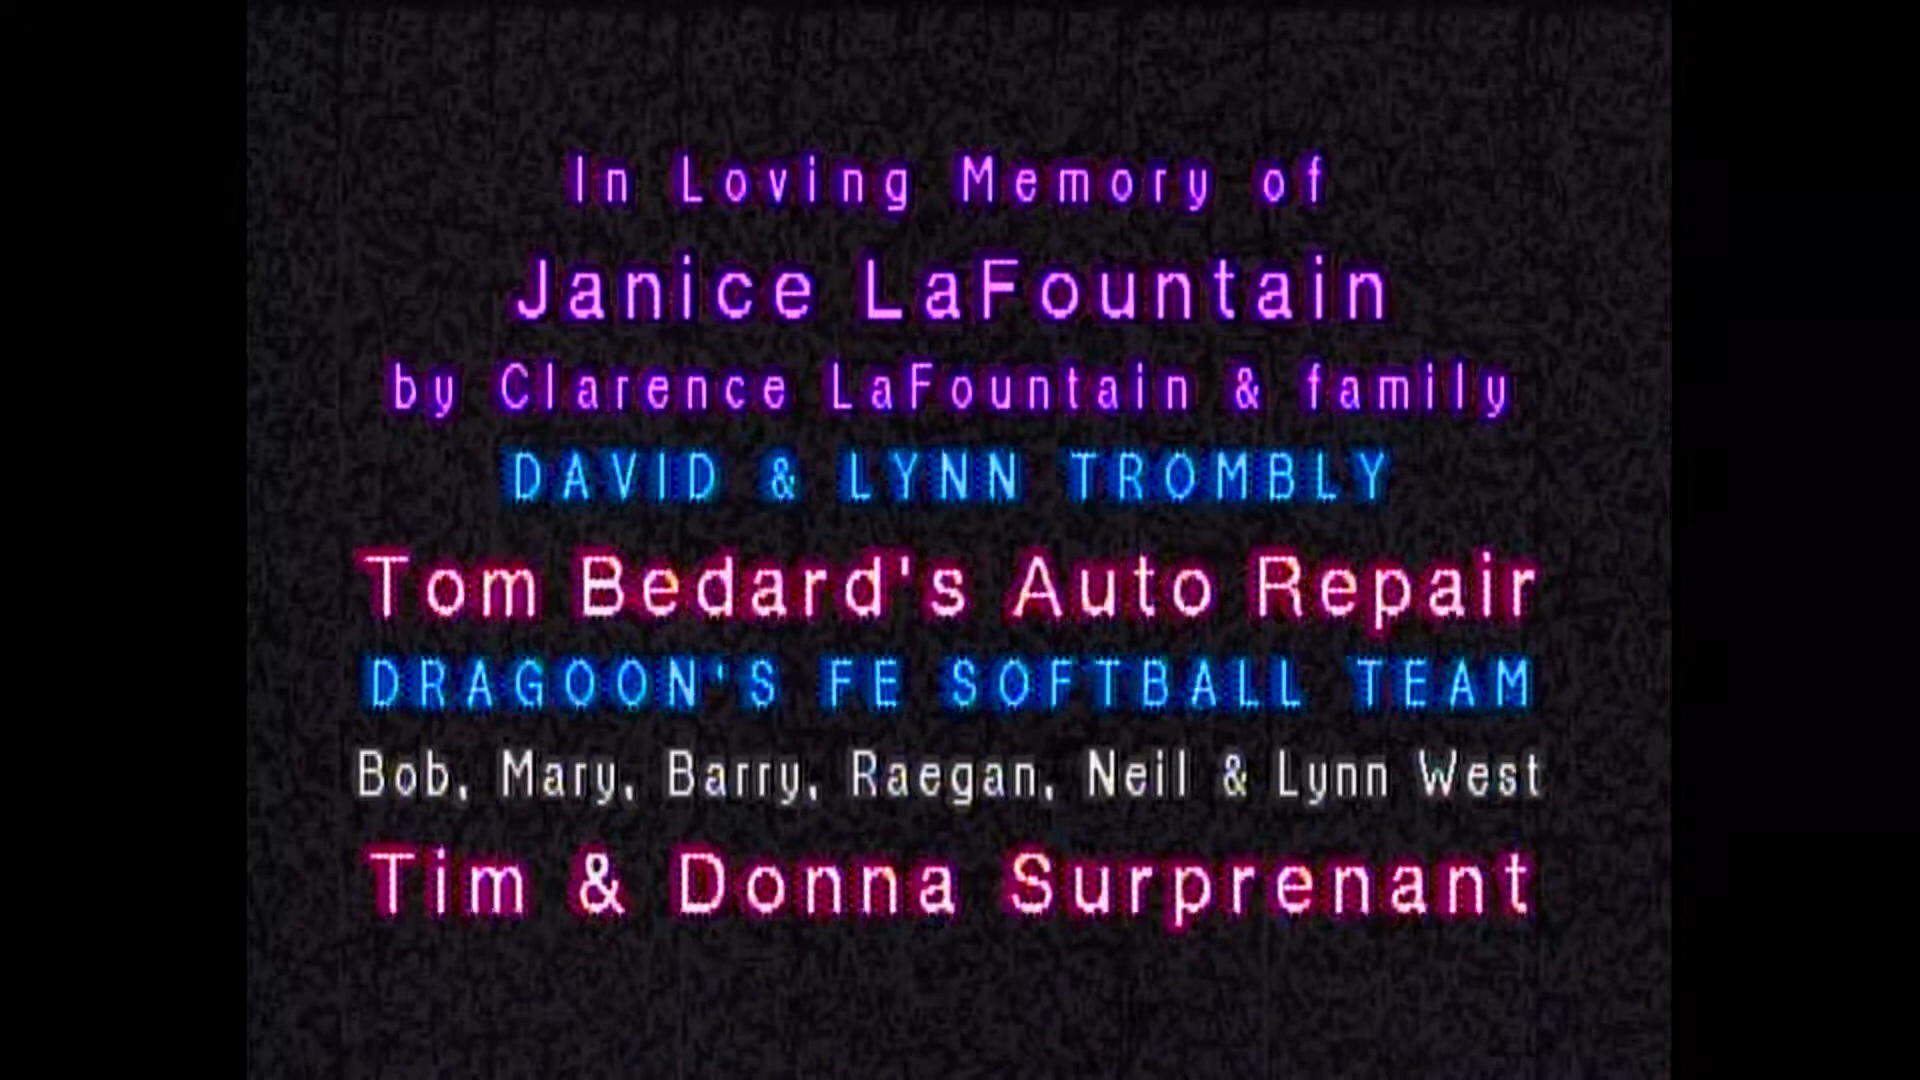 In Loving Memory of
Janice LaFountain
by Clarence LaFountain & family
DAVID & LYNN TROMBLY
Tom Bedard's Auto Repair
DRAGOON'S FE SOFTBALL TEAM
Bob, Mary, Barry, Raegan, Neil & Lynn West
Tim & Donna Surprenant